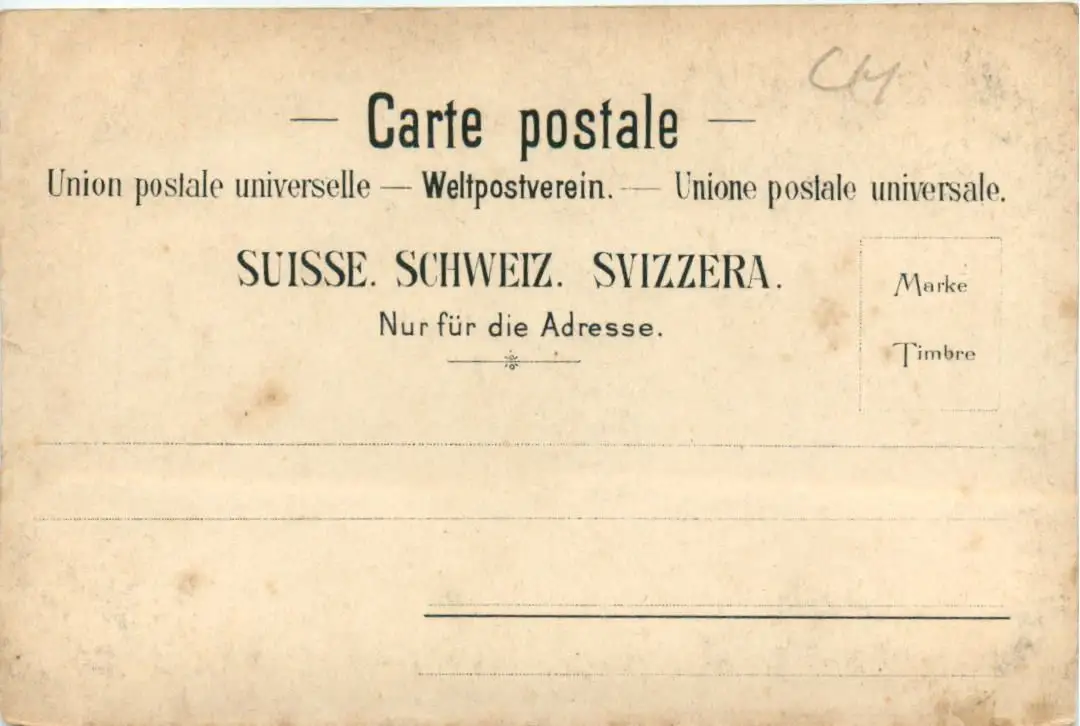 — Carte postale —
Union postale universelle — Weltpostverein. — Unione postale universale.
SUISSE. SCHWEIZ. SVIZZERA.
Nur für die Adresse.
Marke
Timbre